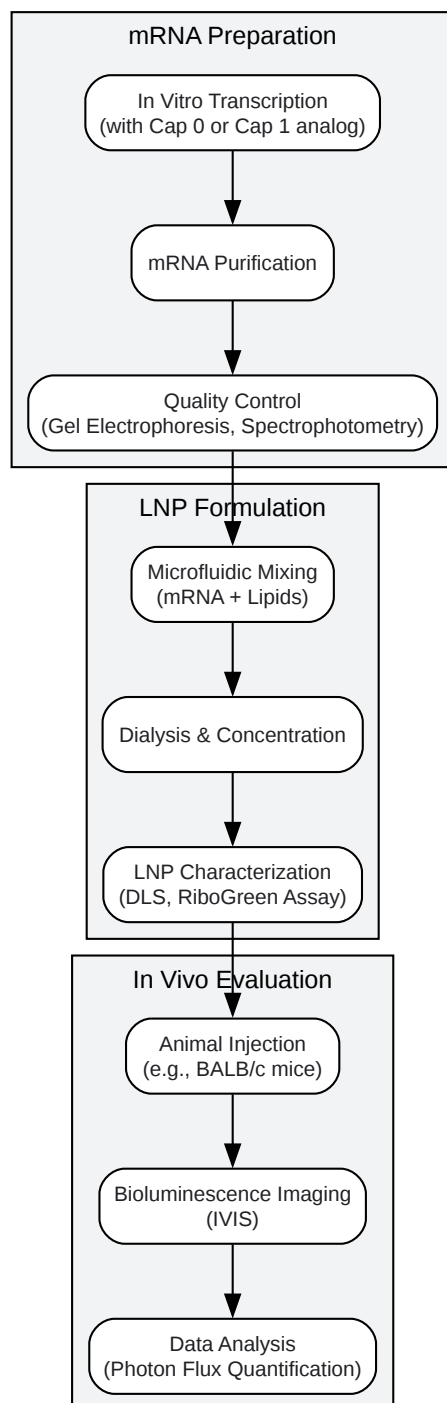 mRNA Preparation
In Vitro Transcription
(with Cap 0 or Cap 1 analog)
mRNA Purification
Quality Control
(Gel Electrophoresis, Spectrophotometry)
LNP Formulation
Microfluidic Mixing
(mRNA + Lipids)
Dialysis & Concentration
LNP Characterization
(DLS, RiboGreen Assay)
In Vivo Evaluation
Animal Injection
(e.g., BALB/c mice)
Bioluminescence Imaging
(IVIS)
Data Analysis
(Photon Flux Quantification)